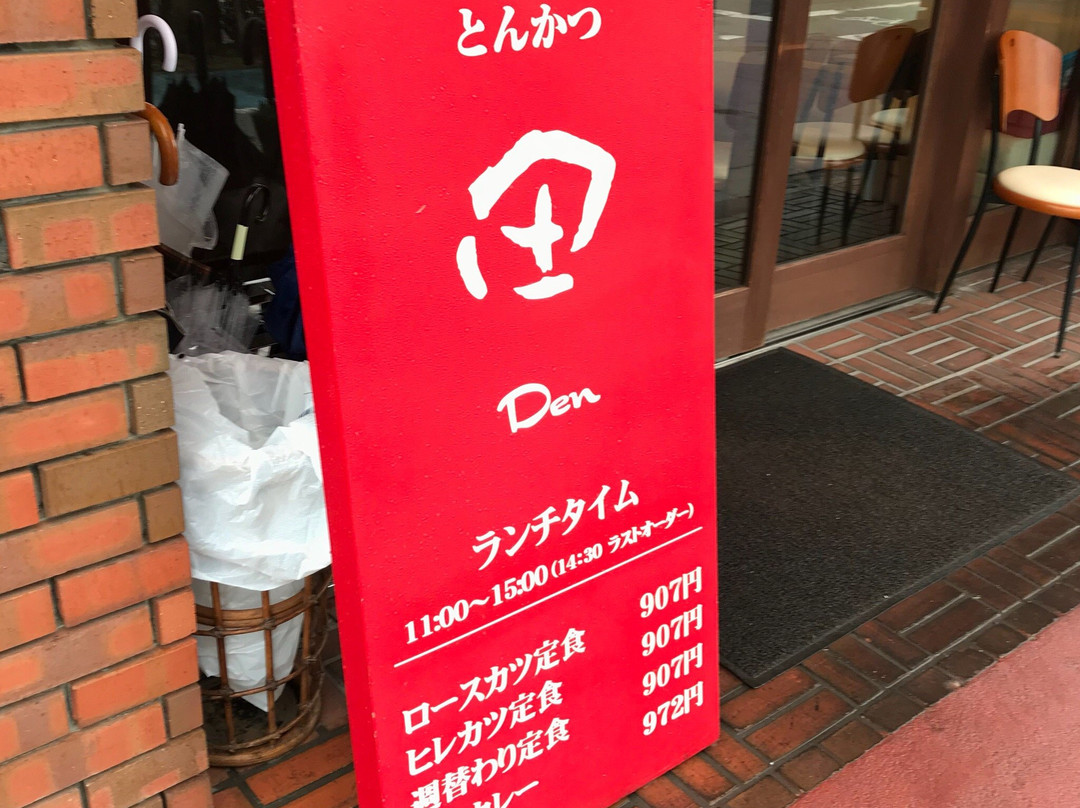 とんかつ
田
Den
ランチタイム
11:00～15:00(14:30 ラストオーダー)
ロースカツ定食 907円
ヒレカツ定食 907円
週替わり定食 907円
カレー 972円